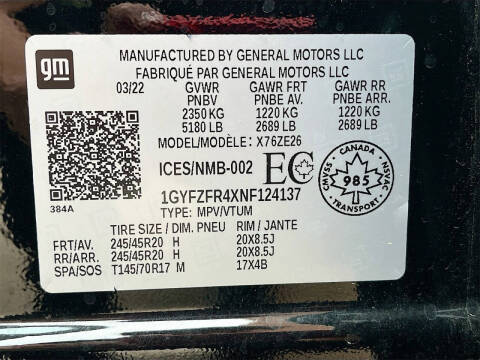 gm
MANUFACTURED BY GENERAL MOTORS LLC
FABRIQUÉ PAR GENERAL MOTORS LLC
03/22 GVWR GAWR FRT GAWR RR
PNBV PNBE AV. PNBE ARR.
2350 KG 1220 KG 1220 KG
5180 LB 2689 LB 2689 LB
MODEL/MODÈLE: X76ZE26
ICES/NMB-002 EC
CANADA
CMVSS 985 NSVAC
TRANSPORT
384A
1GYFZFR4XNF124137
TYPE: MPV/VTUM
TIRE SIZE / DIM. PNEU RIM / JANTE
FRT/AV. 245/45R20 H 20X8.5J
RR/ARR. 245/45R20 H 20X8.5J
SPA/SOS T145/70R17 M 17X4B